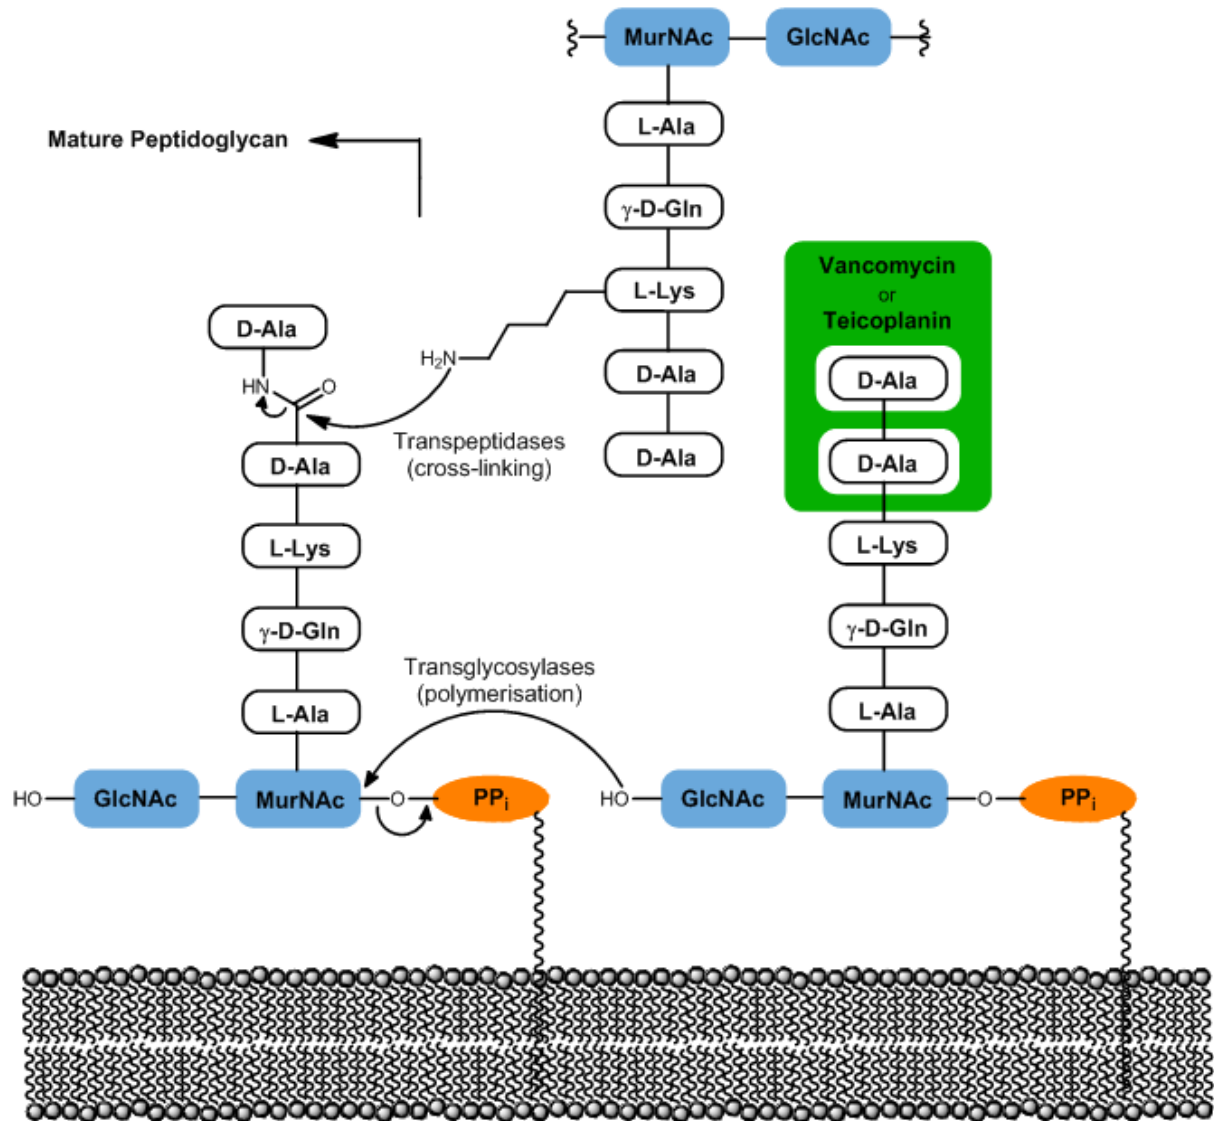 MurNAc
GlcNAc
L-Ala
Mature Peptidoglycan
γ-D-Gln
Vancomycin
or
Teicoplanin
L-Lys
D-Ala
H₂N
D-Ala
D-Ala
HN
O
Transpeptidases
(cross-linking)
D-Ala
D-Ala
D-Ala
L-Lys
L-Lys
γ-D-Gln
γ-D-Gln
Transglycosylases
(polymerisation)
L-Ala
L-Ala
HO
GlcNAc
MurNAc
O
PPᵢ
HO
GlcNAc
MurNAc
O
PPᵢ